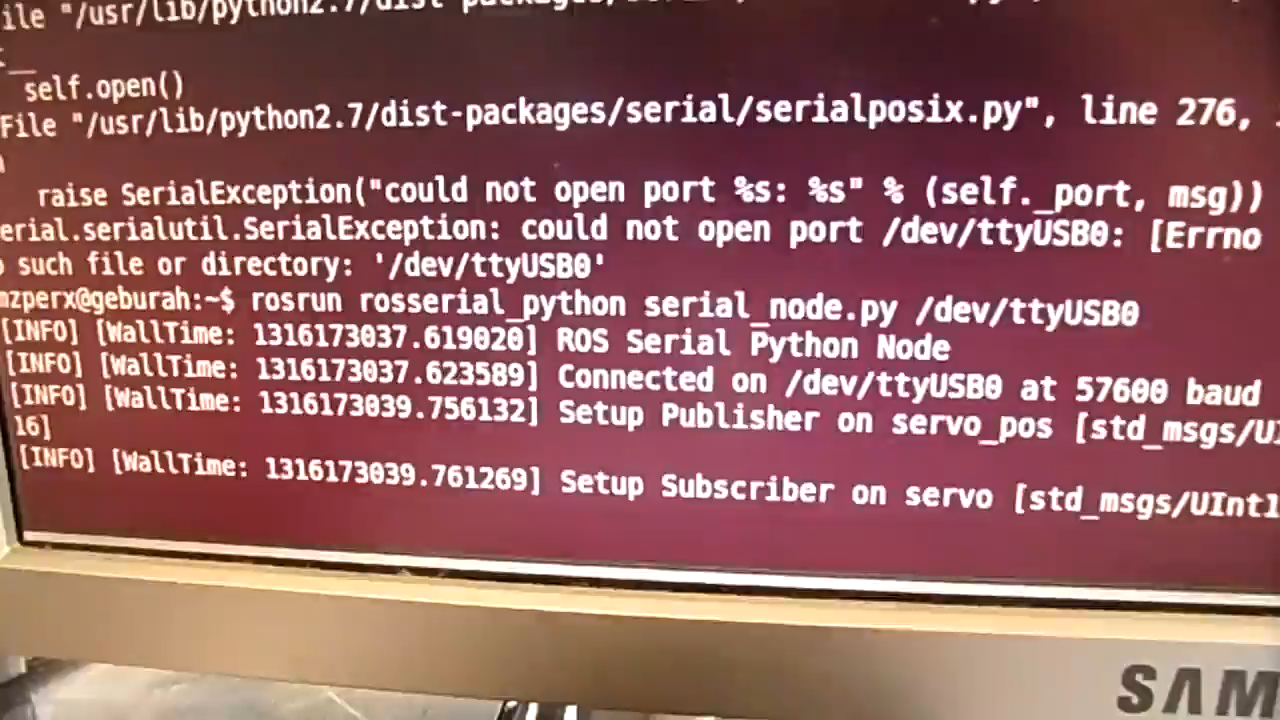 ile "/usr/lib/python2.7/dist-packages/
self.open()
File "/usr/lib/python2.7/dist-packages/serial/serialposix.py", line 276,
raise SerialException("could not open port %s: %s" % (self._port, msg))
erial.serialutil.SerialException: could not open port /dev/ttyUSB0: [Errno
o such file or directory: '/dev/ttyUSB0'
mzperx@geburah:~$ rosrun rosserial_python serial_node.py /dev/ttyUSB0
[INFO] [WallTime: 1316173037.619020] ROS Serial Python Node
[INFO] [WallTime: 1316173037.623589] Connected on /dev/ttyUSB0 at 57600 baud
[INFO] [WallTime: 1316173039.756132] Setup Publisher on servo_pos [std_msgs/UI
16]
[INFO] [WallTime: 1316173039.761269] Setup Subscriber on servo [std_msgs/UInt1
SAM